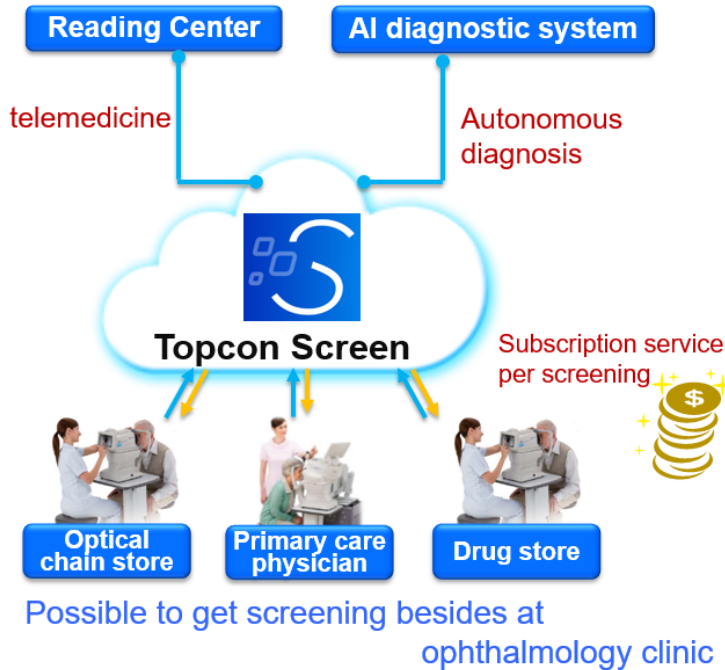 Reading Center
AI diagnostic system
telemedicine
Autonomous
diagnosis
Topcon Screen
Subscription service
per screening
$
Optical
chain store
Primary care
physician
Drug store
Possible to get screening besides at
ophthalmology clinic